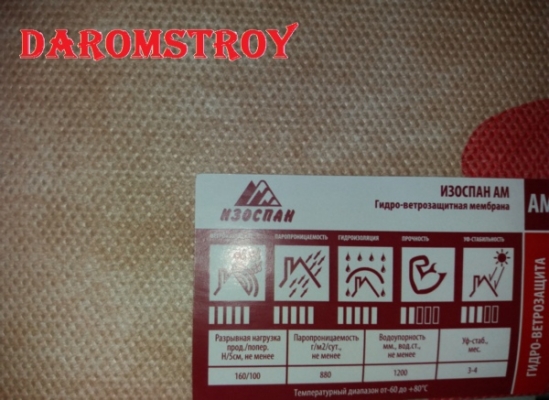 DAROMSTROY
ИЗОСПАН
ИЗОСПАН АМ
Гидро-ветрозащитная мембрана
АМ
ПАРОПРОНИЦАЕМОСТЬ
ГИДРОИЗОЛЯЦИЯ
ПРОЧНОСТЬ
УФ-СТАБИЛЬНОСТЬ
Разрывная нагрузка
прод./попер.
Н/5см, не менее
Паропроницаемость
г/м2/сут.,
не менее
Водоупорность
мм. вод.ст.,
не менее
Уф-стаб.,
мес.
160/100
880
1200
3-4
Температурный диапазон от-60 до +80°С
ГИДРО-ВЕТРОЗАЩИТА